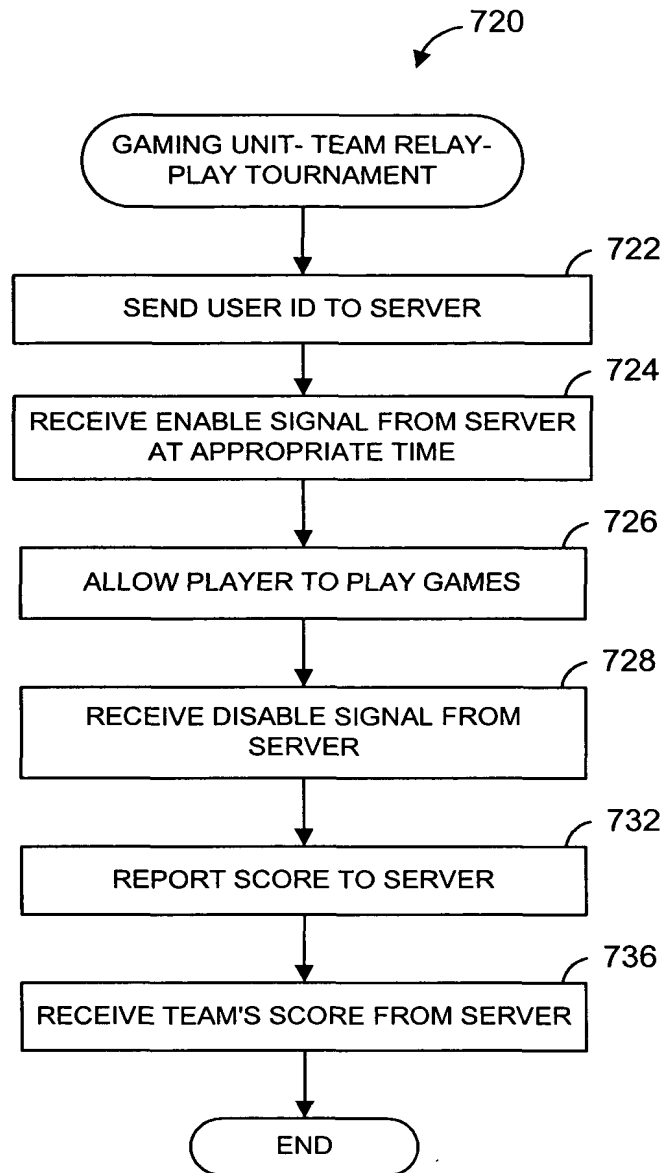 720
GAMING UNIT- TEAM RELAY-
PLAY TOURNAMENT
722
SEND USER ID TO SERVER
724
RECEIVE ENABLE SIGNAL FROM SERVER
AT APPROPRIATE TIME
726
ALLOW PLAYER TO PLAY GAMES
728
RECEIVE DISABLE SIGNAL FROM
SERVER
732
REPORT SCORE TO SERVER
736
RECEIVE TEAM'S SCORE FROM SERVER
END